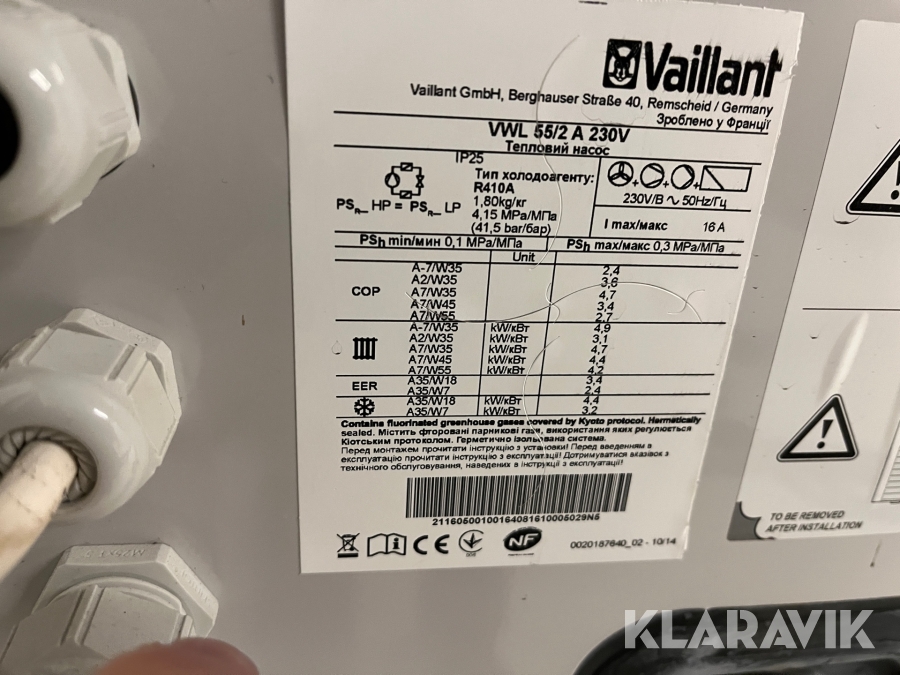 Vaillant
Vaillant GmbH, Berghauser Straße 40, Remscheid / Germany
Зроблено у Франції
VWL 55/2 A 230V
Тепловий насос
IP25
Тип холодоагенту:
R410A
1,80kg/кг
4,15 MPa/МПа
(41,5 bar/бар)
PSR_ HP = PSR_ LP
230V/В ~ 50Hz/Гц
I max/макс 16 A
PSh min/мин 0,1 MPa/МПа PSh max/макс 0,3 MPa/МПа
Unit
COP
A-7/W35 2,4
A2/W35 3,6
A7/W35 4,7
A7/W45 3,4
A7/W55 2,7
A-7/W35 kW/кВт 4,9
A2/W35 kW/кВт 3,1
A7/W35 kW/кВт 4,7
A7/W45 kW/кВт 4,4
A7/W55 kW/кВт 4,2
EER
A35/W18 3,4
A35/W7 2,4
A35/W18 kW/кВт 4,4
A35/W7 kW/кВт 3,2
Contains fluorinated greenhouse gases covered by Kyoto protocol. Hermetically
sealed. Містить фторовані парникові гази, використання яких регулюється
Кіотським протоколом. Герметично ізольована система.
Перед монтажем прочитати інструкцію з установки! Перед введенням в
експлуатацію прочитати інструкцію з експлуатації! Дотримуватися вказівок з
технічного обслуговування, наведених в інструкції з експлуатації!
21160500100164081610005029N5
CE NF
0020187640_02 - 10/14
TO BE REMOVED
AFTER INSTALLATION
KLARAVIK